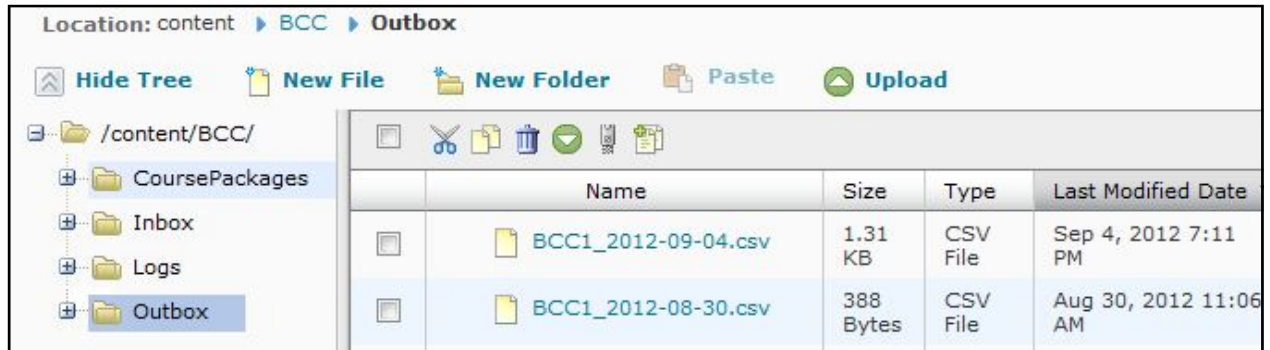 Location: content BCC Outbox
Hide Tree New File New Folder Paste Upload
/content/BCC/
CoursePackages
Inbox
Logs
Outbox
Name Size Type Last Modified Date
BCC1_2012-09-04.csv 1.31 KB CSV File Sep 4, 2012 7:11 PM
BCC1_2012-08-30.csv 388 Bytes CSV File Aug 30, 2012 11:06 AM